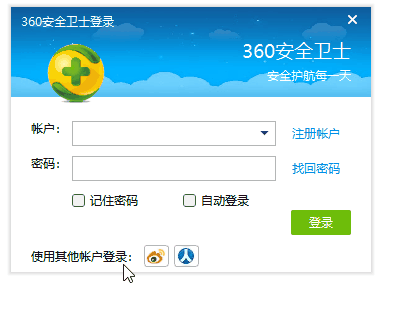 360安全卫士登录
360安全卫士
安全护航每一天
帐户：
注册帐户
密码：
找回密码
记住密码 自动登录
登录
使用其他帐户登录：